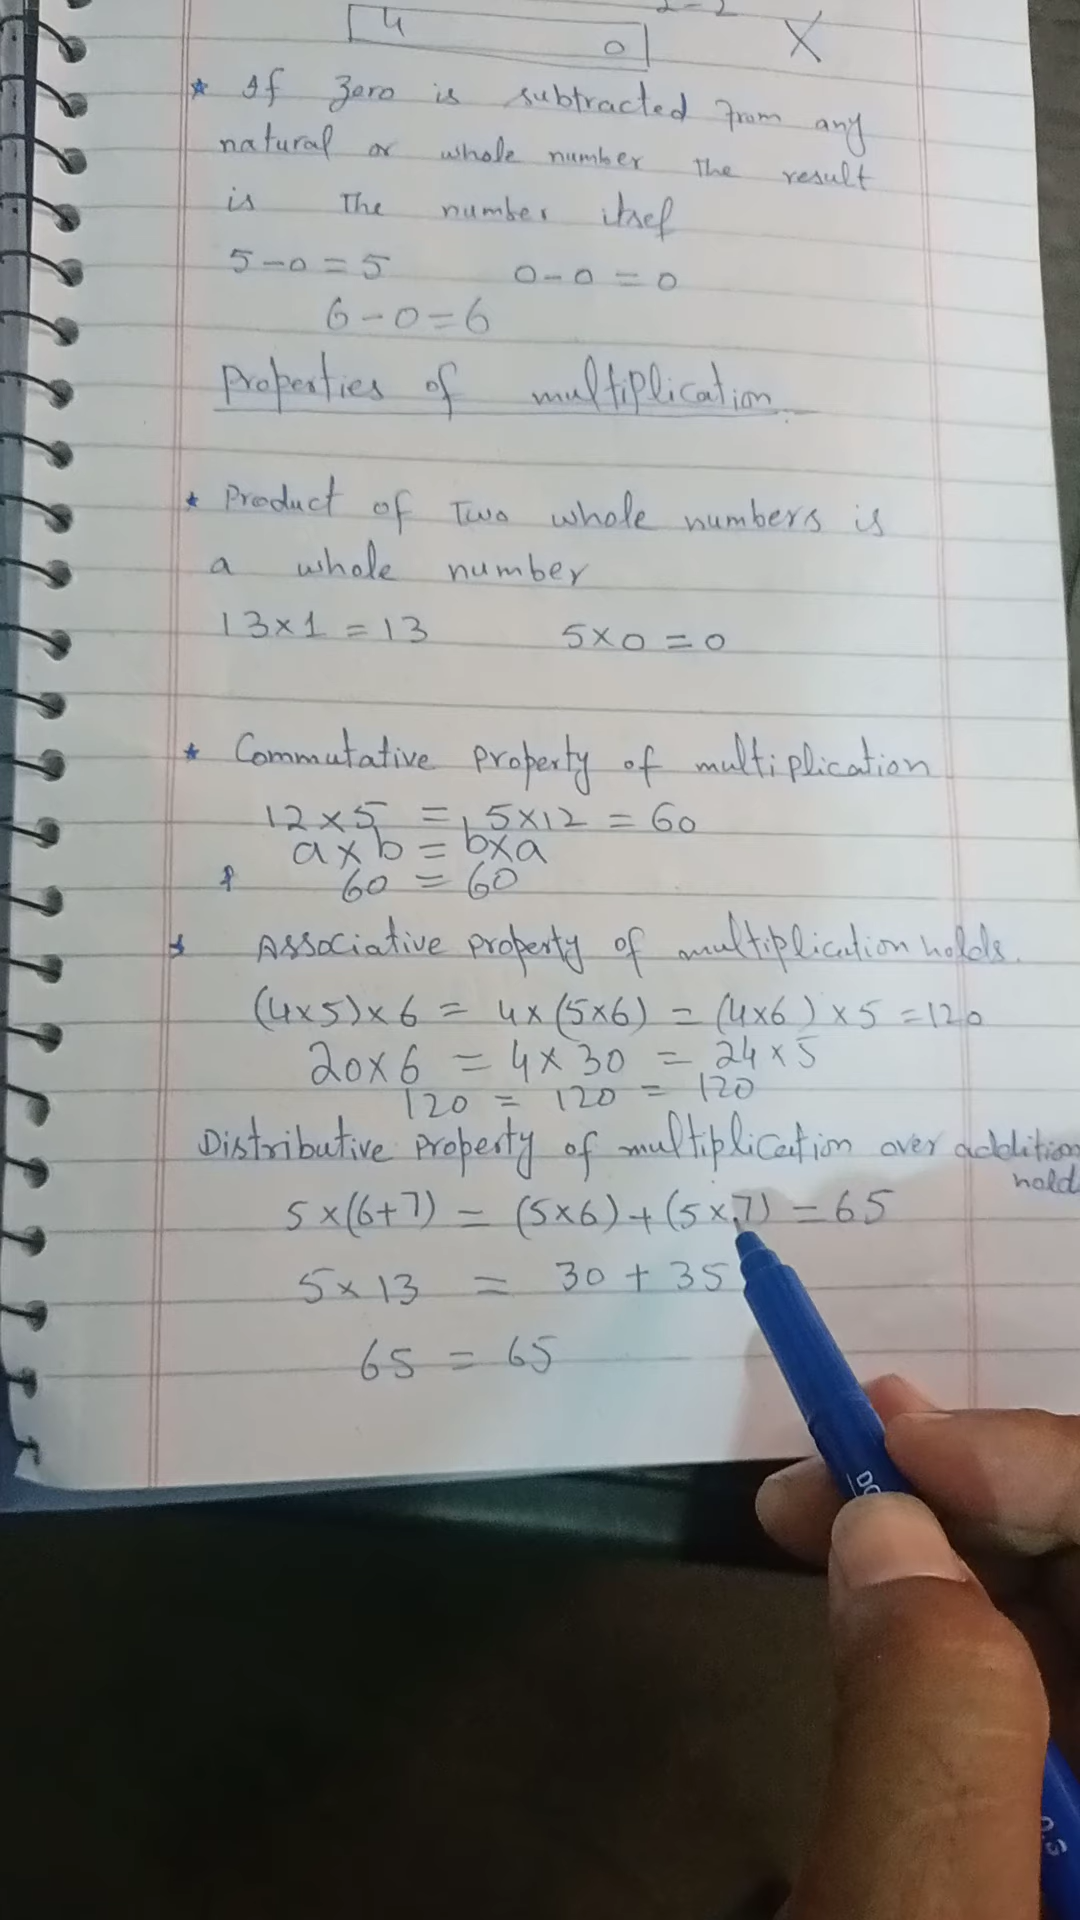 4
0
X
* If Zero is subtracted from any
natural or whole number the result
is The number itsef
5-0=5 0-0=0
6-0=6
Properties of multiplication
* Product of Two whole numbers is
a whole number
13×1=13 5×0=0
* Commutative property of multiplication
12×5 = 5×12 = 60
a×b = b×a
60 = 60
* Associative property of multiplication holds.
(4×5)×6 = 4×(5×6) = (4×6)×5 = 120
20×6 = 4×30 = 24×5
120 = 120 = 120
Distributive property of multiplication over addition
hold
5×(6+7) = (5×6)+(5×7) = 65
5×13 = 30+35
65 = 65